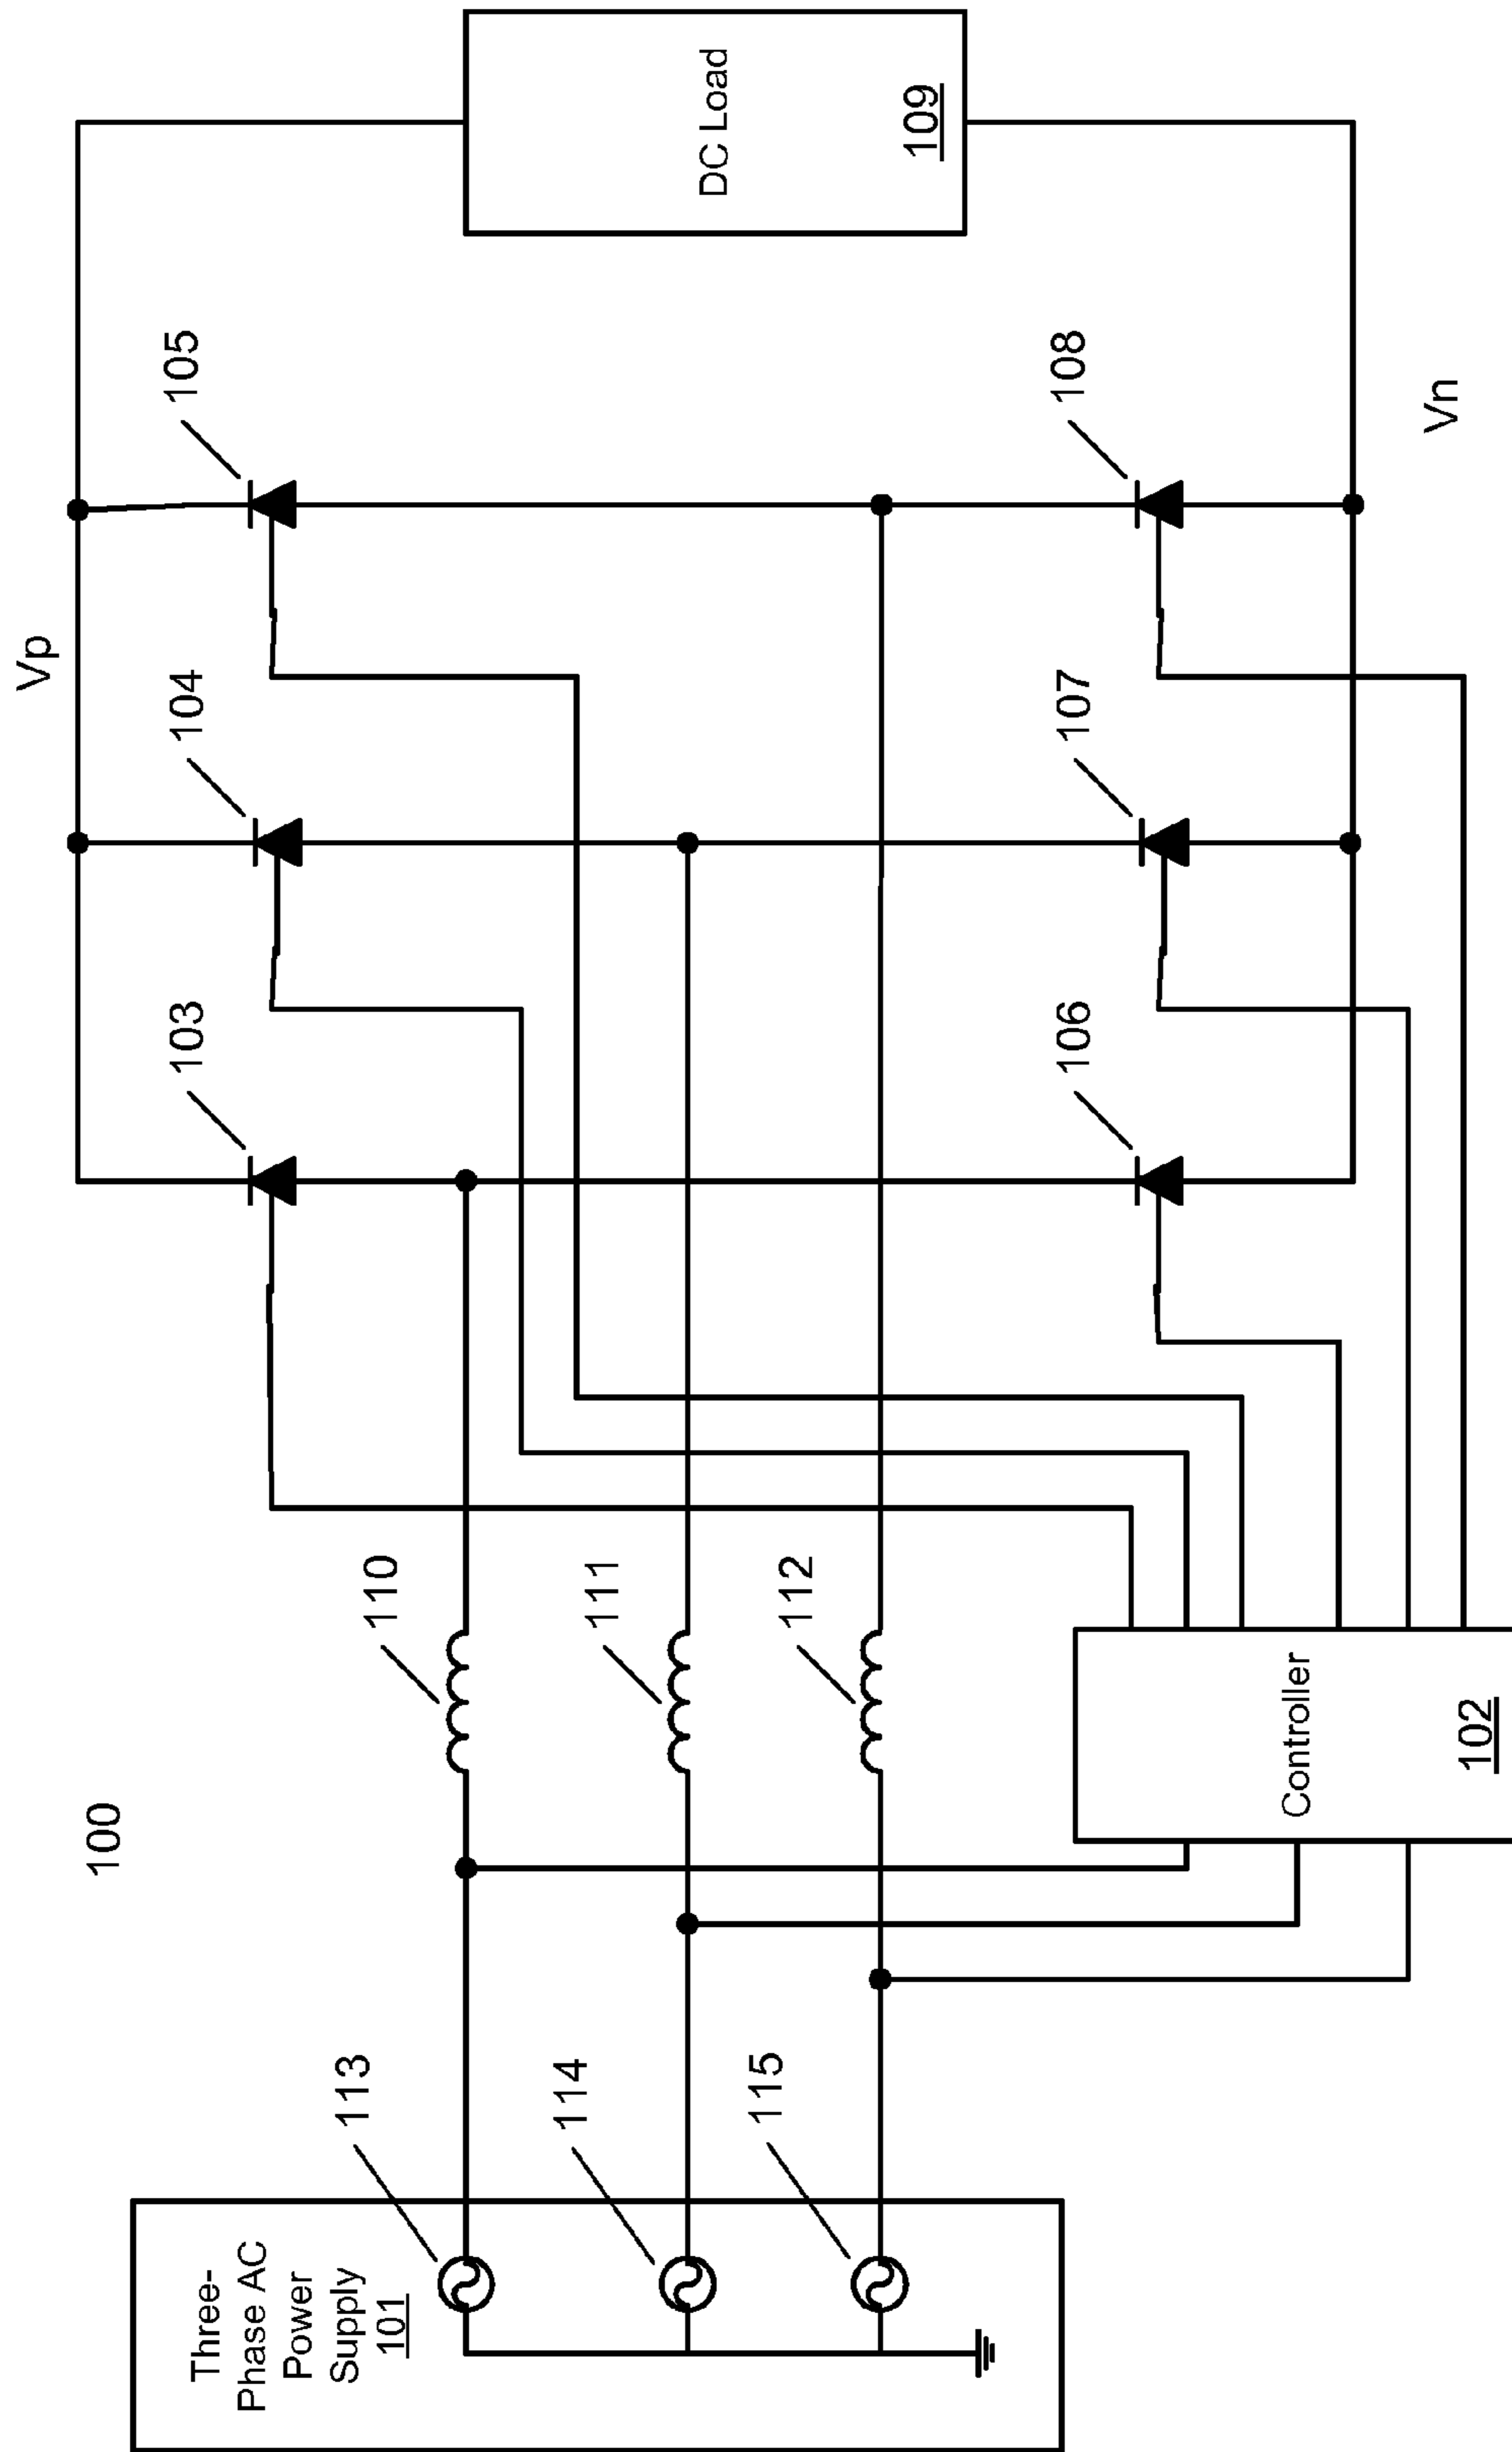 100
Vp
103
104
105
Three-
Phase AC
Power
Supply
101
113
114
115
110
111
112
DC Load
109
106
107
108
Controller
102
Vn